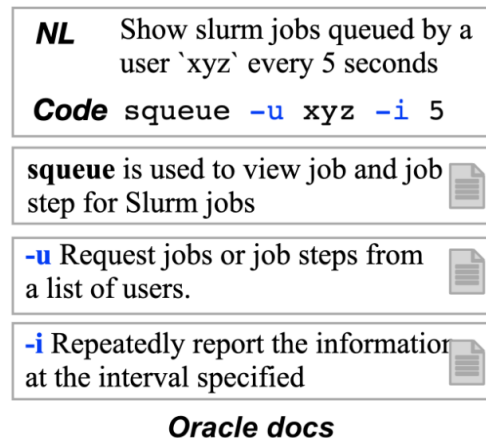 NL Show slurm jobs queued by a
user `xyz` every 5 seconds
Code squeue -u xyz -i 5
squeue is used to view job and job
step for Slurm jobs
-u Request jobs or job steps from
a list of users.
-i Repeatedly report the information
at the interval specified
Oracle docs